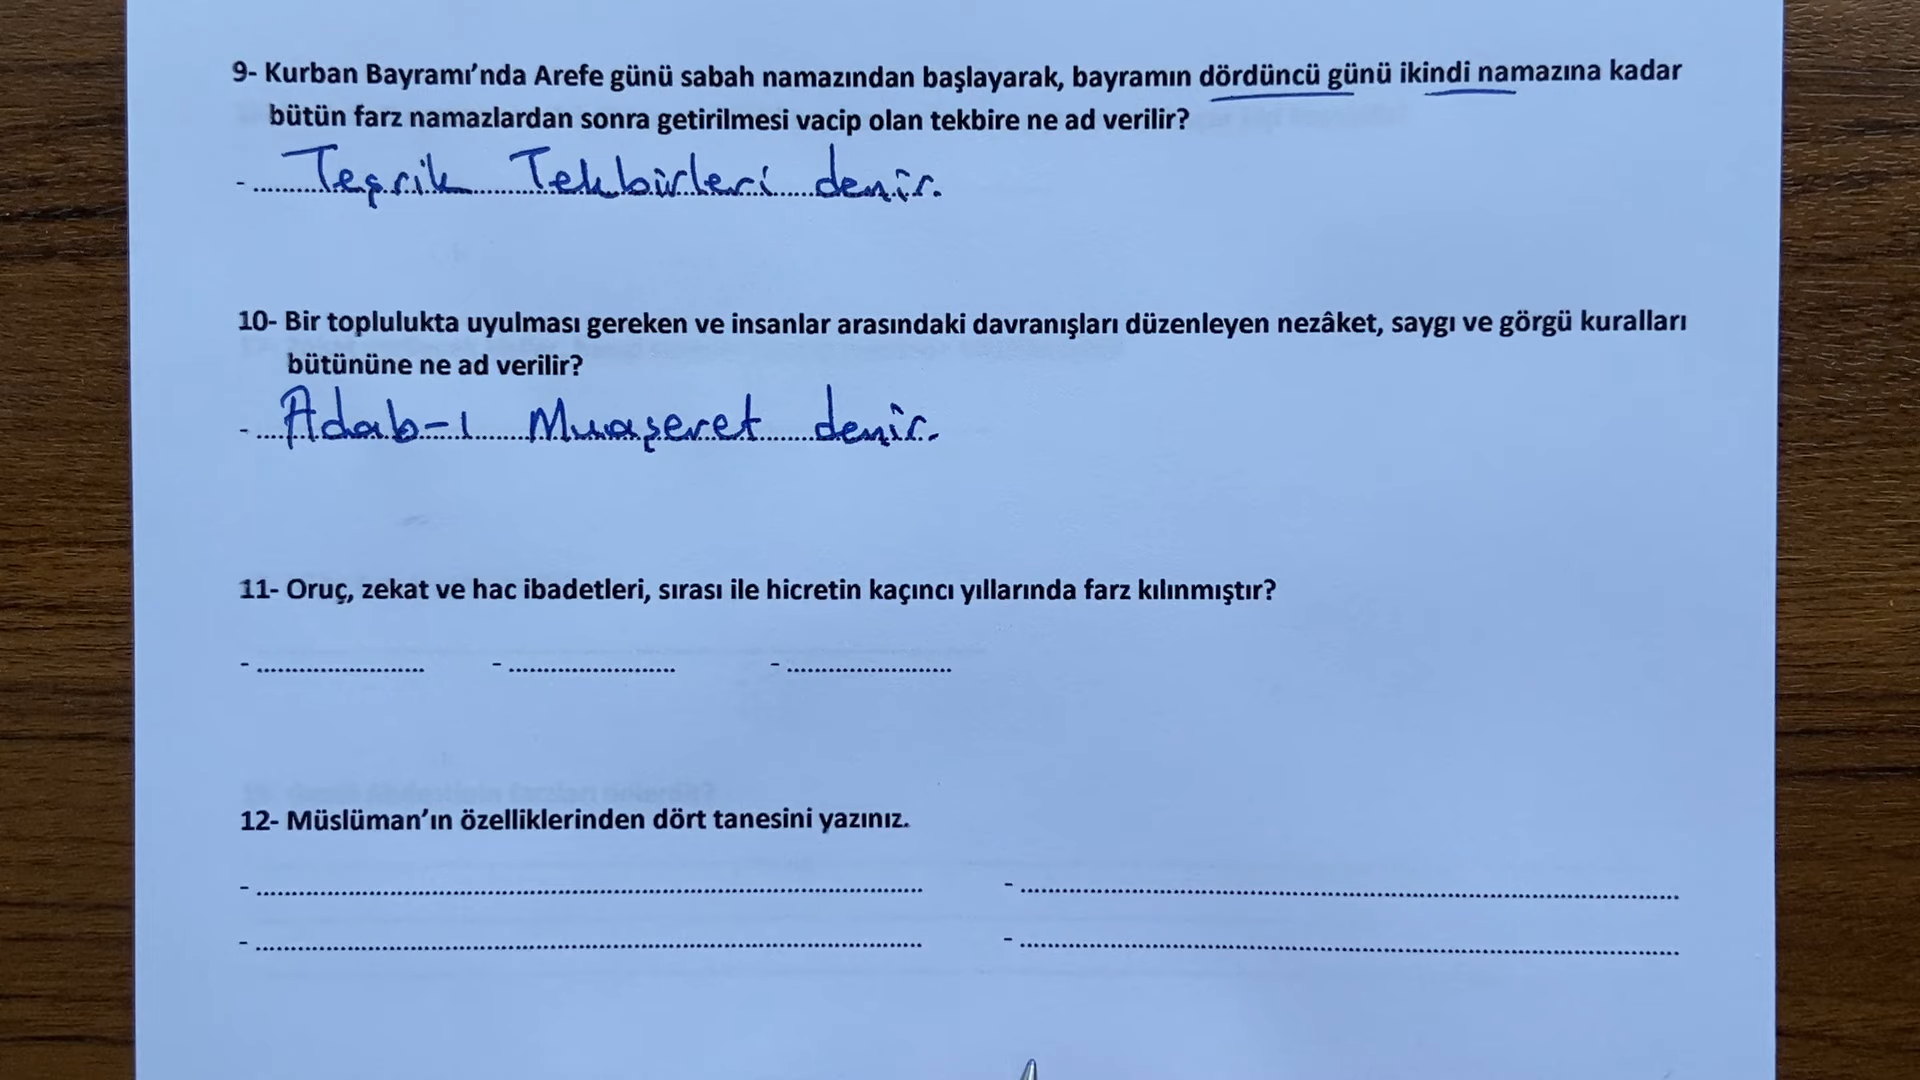 9- Kurban Bayramı'nda Arefe günü sabah namazından başlayarak, bayramın dördüncü günü ikindi namazına kadar
bütün farz namazlardan sonra getirilmesi vacip olan tekbire ne ad verilir?
- Teşrik Tekbirleri denir.
10- Bir toplulukta uyulması gereken ve insanlar arasındaki davranışları düzenleyen nezâket, saygı ve görgü kuralları
bütününe ne ad verilir?
- Adab-ı Muaşeret denir.
11- Oruç, zekat ve hac ibadetleri, sırası ile hicretin kaçıncı yıllarında farz kılınmıştır?
- ........................ - ........................ - ........................
12- Müslüman'ın özelliklerinden dört tanesini yazınız.
- ........................ - ........................
- ........................ - ........................